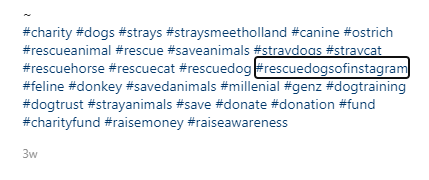 ~
#charity #dogs #strays #straysmeetholland #canine #ostrich
#rescueanimal #rescue #saveanimals #straydogs #straycat
#rescuehorse #rescuecat #rescuedog #rescuedogsofinstagram
#feline #donkey #savedanimals #millenial #genz #dogtraining
#dogtrust #strayanimals #save #donate #donation #fund
#charityfund #raisemoney #raiseawareness
3w